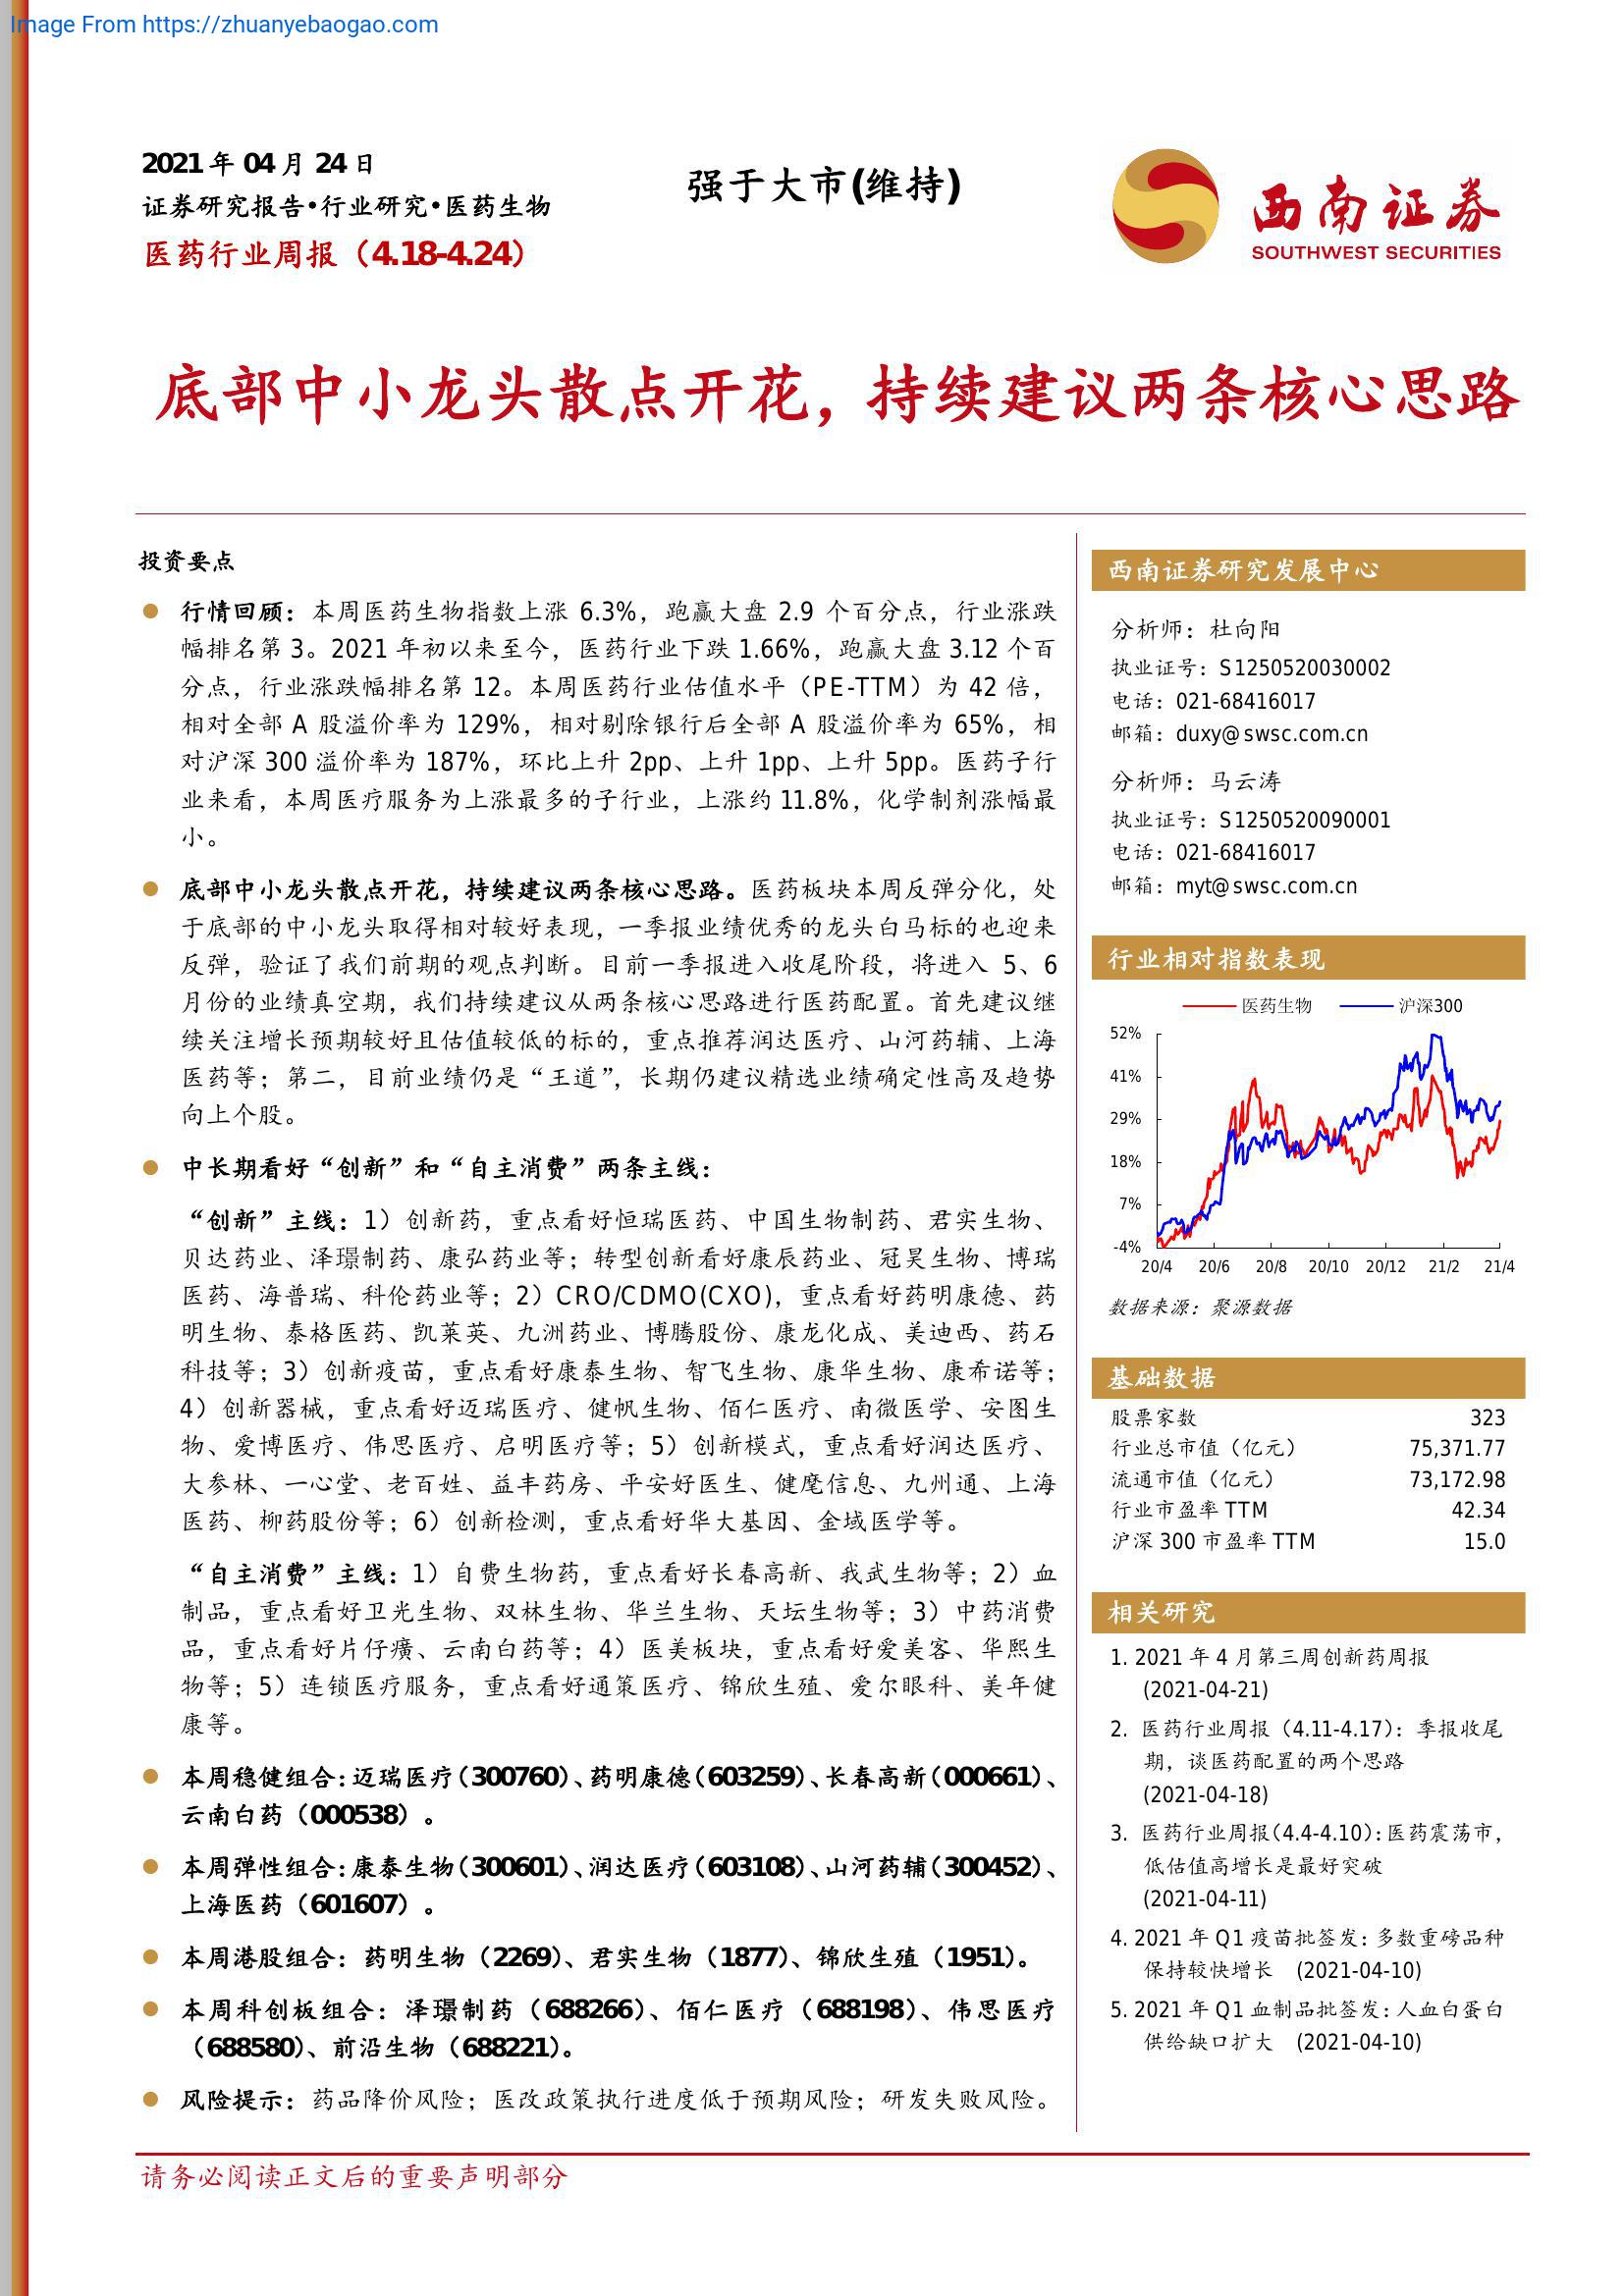 Image From https://zhuanyebaogao.com
2021 年 04 月 24 日
证券研究报告•行业研究•医药生物
医药行业周报（4.18-4.24）
强于大市(维持)
西南证券
SOUTHWEST SECURITIES
底部中小龙头散点开花，持续建议两条核心思路
投资要点
行情回顾：本周医药生物指数上涨 6.3%，跑赢大盘 2.9 个百分点，行业涨跌
幅排名第 3。2021 年初以来至今，医药行业下跌 1.66%，跑赢大盘 3.12 个百
分点，行业涨跌幅排名第 12。本周医药行业估值水平（PE-TTM）为 42 倍，
相对全部 A 股溢价率为 129%，相对剔除银行后全部 A 股溢价率为 65%，相
对沪深 300 溢价率为 187%，环比上升 2pp、上升 1pp、上升 5pp。医药子行
业来看，本周医疗服务为上涨最多的子行业，上涨约 11.8%，化学制剂涨幅最
小。
底部中小龙头散点开花，持续建议两条核心思路。医药板块本周反弹分化，处
于底部的中小龙头取得相对较好表现，一季报业绩优秀的龙头白马标的也迎来
反弹，验证了我们前期的观点判断。目前一季报进入收尾阶段，将进入 5、6
月份的业绩真空期，我们持续建议从两条核心思路进行医药配置。首先建议继
续关注增长预期较好且估值较低的标的，重点推荐润达医疗、山河药辅、上海
医药等；第二，目前业绩仍是“王道”，长期仍建议精选业绩确定性高及趋势
向上个股。
中长期看好“创新”和“自主消费”两条主线：
“创新”主线：1）创新药，重点看好恒瑞医药、中国生物制药、君实生物、
贝达药业、泽璟制药、康弘药业等；转型创新看好康辰药业、冠昊生物、博瑞
医药、海普瑞、科伦药业等；2）CRO/CDMO(CXO)，重点看好药明康德、药
明生物、泰格医药、凯莱英、九洲药业、博腾股份、康龙化成、美迪西、药石
科技等；3）创新疫苗，重点看好康泰生物、智飞生物、康华生物、康希诺等；
4）创新器械，重点看好迈瑞医疗、健帆生物、佰仁医疗、南微医学、安图生
物、爱博医疗、伟思医疗、启明医疗等；5）创新模式，重点看好润达医疗、
大参林、一心堂、老百姓、益丰药房、平安好医生、健麾信息、九州通、上海
医药、柳药股份等；6）创新检测，重点看好华大基因、金域医学等。
“自主消费”主线：1）自费生物药，重点看好长春高新、我武生物等；2）血
制品，重点看好卫光生物、双林生物、华兰生物、天坛生物等；3）中药消费
品，重点看好片仔癀、云南白药等；4）医美板块，重点看好爱美客、华熙生
物等；5）连锁医疗服务，重点看好通策医疗、锦欣生殖、爱尔眼科、美年健
康等。
本周稳健组合：迈瑞医疗（300760）、药明康德（603259）、长春高新（000661）、
云南白药（000538）。
本周弹性组合：康泰生物（300601）、润达医疗（603108）、山河药辅（300452）、
上海医药（601607）。
本周港股组合：药明生物（2269）、君实生物（1877）、锦欣生殖（1951）。
本周科创板组合：泽璟制药（688266）、佰仁医疗（688198）、伟思医疗
（688580）、前沿生物（688221）。
风险提示：药品降价风险；医改政策执行进度低于预期风险；研发失败风险。
西南证券研究发展中心
分析师：杜向阳
执业证号：S1250520030002
电话：021-68416017
邮箱：duxy@swsc.com.cn
分析师：马云涛
执业证号：S1250520090001
电话：021-68416017
邮箱：myt@swsc.com.cn
行业相对指数表现
医药生物 沪深300
52%
41%
29%
18%
7%
-4%
20/4 20/6 20/8 20/10 20/12 21/2 21/4
数据来源：聚源数据
基础数据
股票家数 323
行业总市值（亿元） 75,371.77
流通市值（亿元） 73,172.98
行业市盈率 TTM 42.34
沪深 300 市盈率 TTM 15.0
相关研究
1. 2021 年 4 月第三周创新药周报
(2021-04-21)
2. 医药行业周报（4.11-4.17）：季报收尾
期，谈医药配置的两个思路
(2021-04-18)
3. 医药行业周报（4.4-4.10）：医药震荡市，
低估值高增长是最好突破
(2021-04-11)
4. 2021 年 Q1 疫苗批签发：多数重磅品种
保持较快增长 (2021-04-10)
5. 2021 年 Q1 血制品批签发：人血白蛋白
供给缺口扩大 (2021-04-10)
请务必阅读正文后的重要声明部分